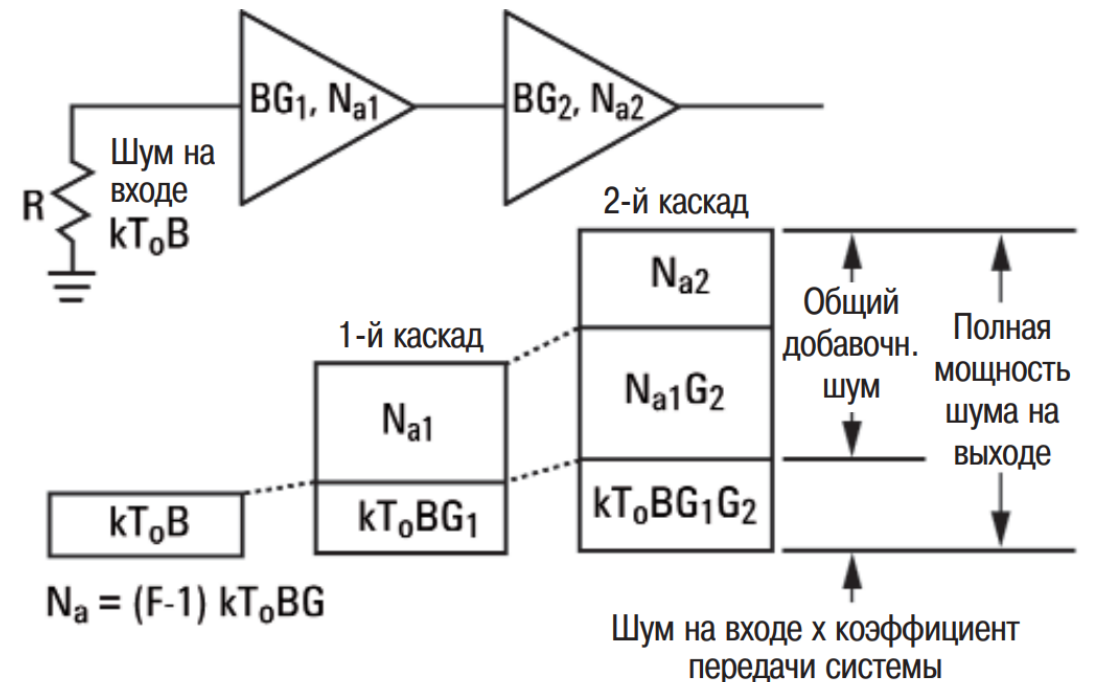 BG₁, Nₐ₁
BG₂, Nₐ₂
Шум на
входе
kTₒB
R
2-й каскад
Nₐ₂
1-й каскад
Общий
добавочн.
шум
Полная
мощность
шума на
выходе
Nₐ₁G₂
Nₐ₁
kTₒB
kTₒBG₁
kTₒBG₁G₂
Nₐ = (F-1) kTₒBG
Шум на входе x коэффициент
передачи системы